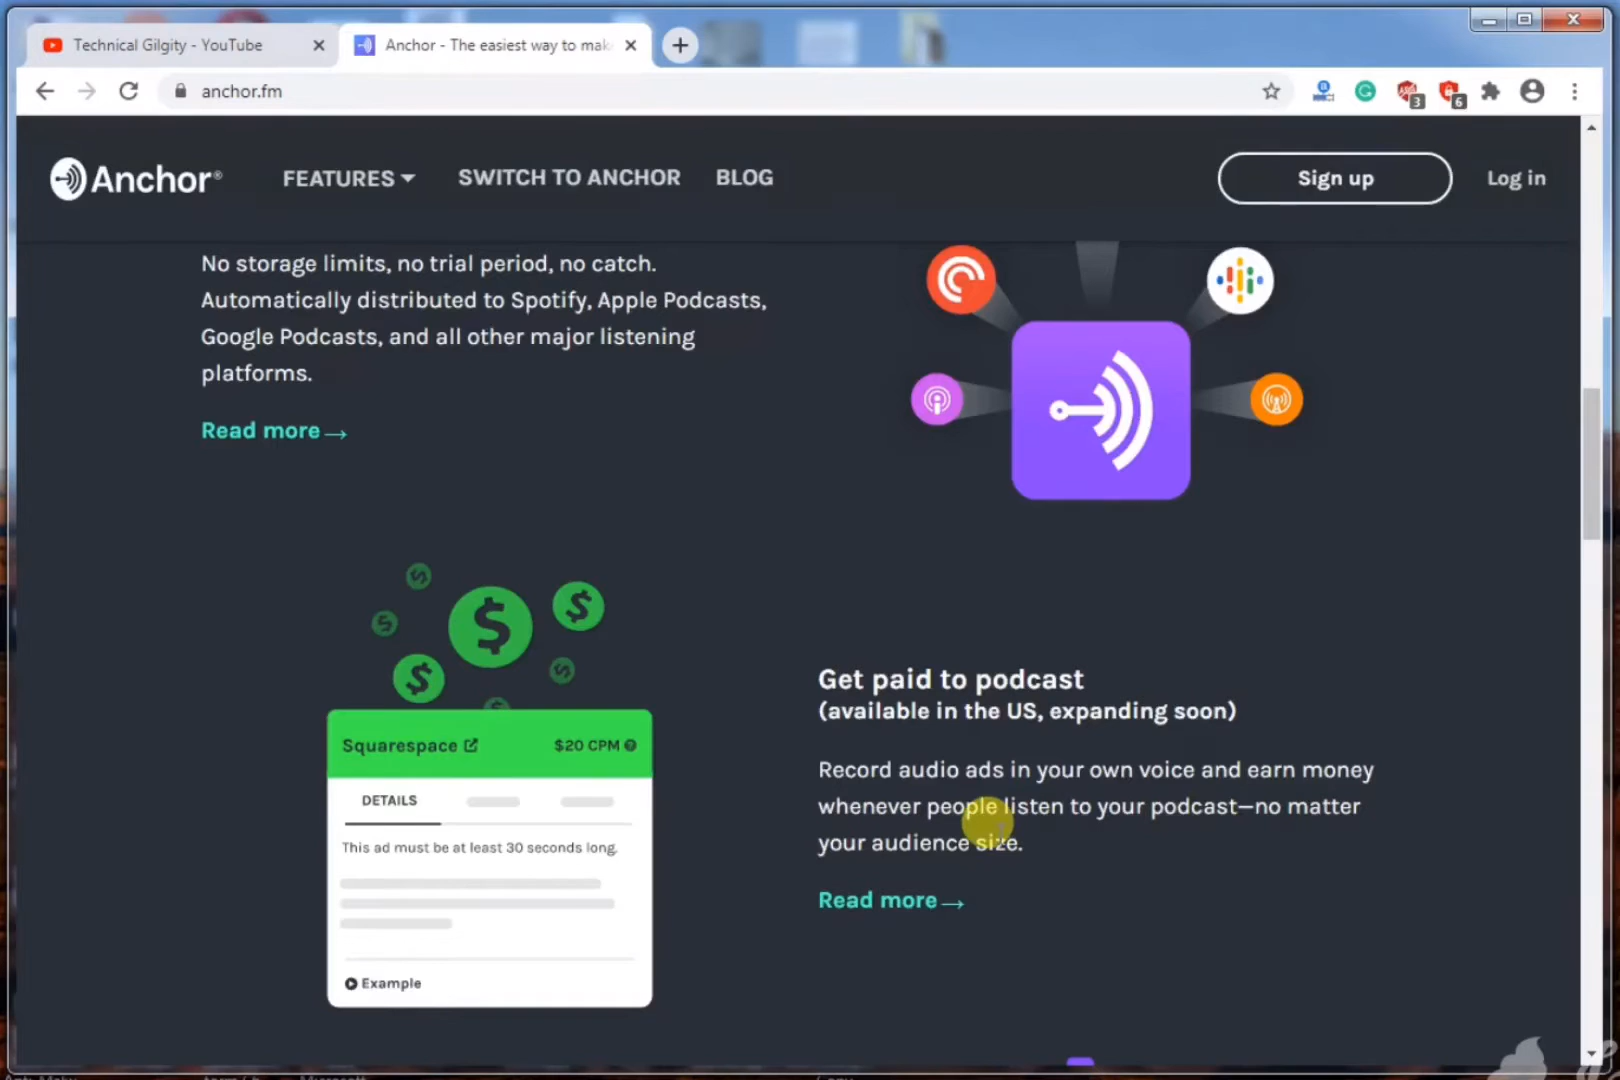 Technical Gilgity - YouTube
Anchor - The easiest way to mak
anchor.fm
3
6
Anchor®
FEATURES
SWITCH TO ANCHOR
BLOG
Sign up
Log in
No storage limits, no trial period, no catch.
Automatically distributed to Spotify, Apple Podcasts,
Google Podcasts, and all other major listening
platforms.
Read more→
Squarespace
$20 CPM
DETAILS
This ad must be at least 30 seconds long.
Example
Get paid to podcast
(available in the US, expanding soon)
Record audio ads in your own voice and earn money
whenever people listen to your podcast—no matter
your audience size.
Read more→